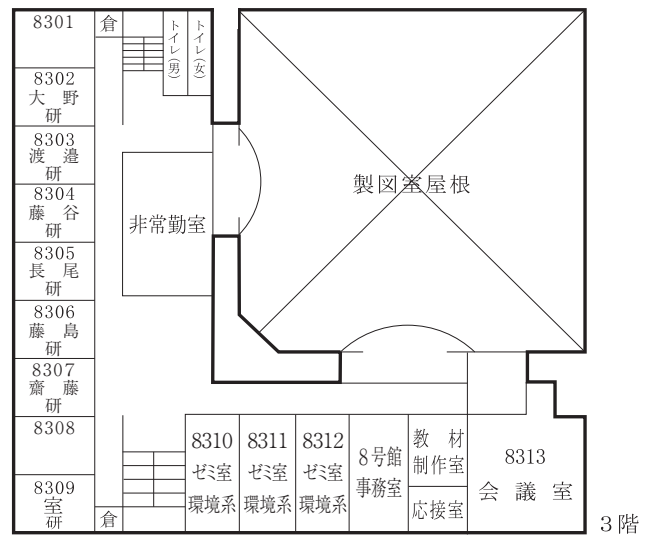 8301
倉
トイレ(男)
トイレ(女)
8302
大野
研
8303
渡邉
研
8304
藤谷
研
8305
長尾
研
8306
藤島
研
8307
齋藤
研
8308
8309
室
研
倉
非常勤室
製図室屋根
8310
ゼミ室
環境系
8311
ゼミ室
環境系
8312
ゼミ室
環境系
8号館
事務室
教材
制作室
応接室
8313
会議室
3階